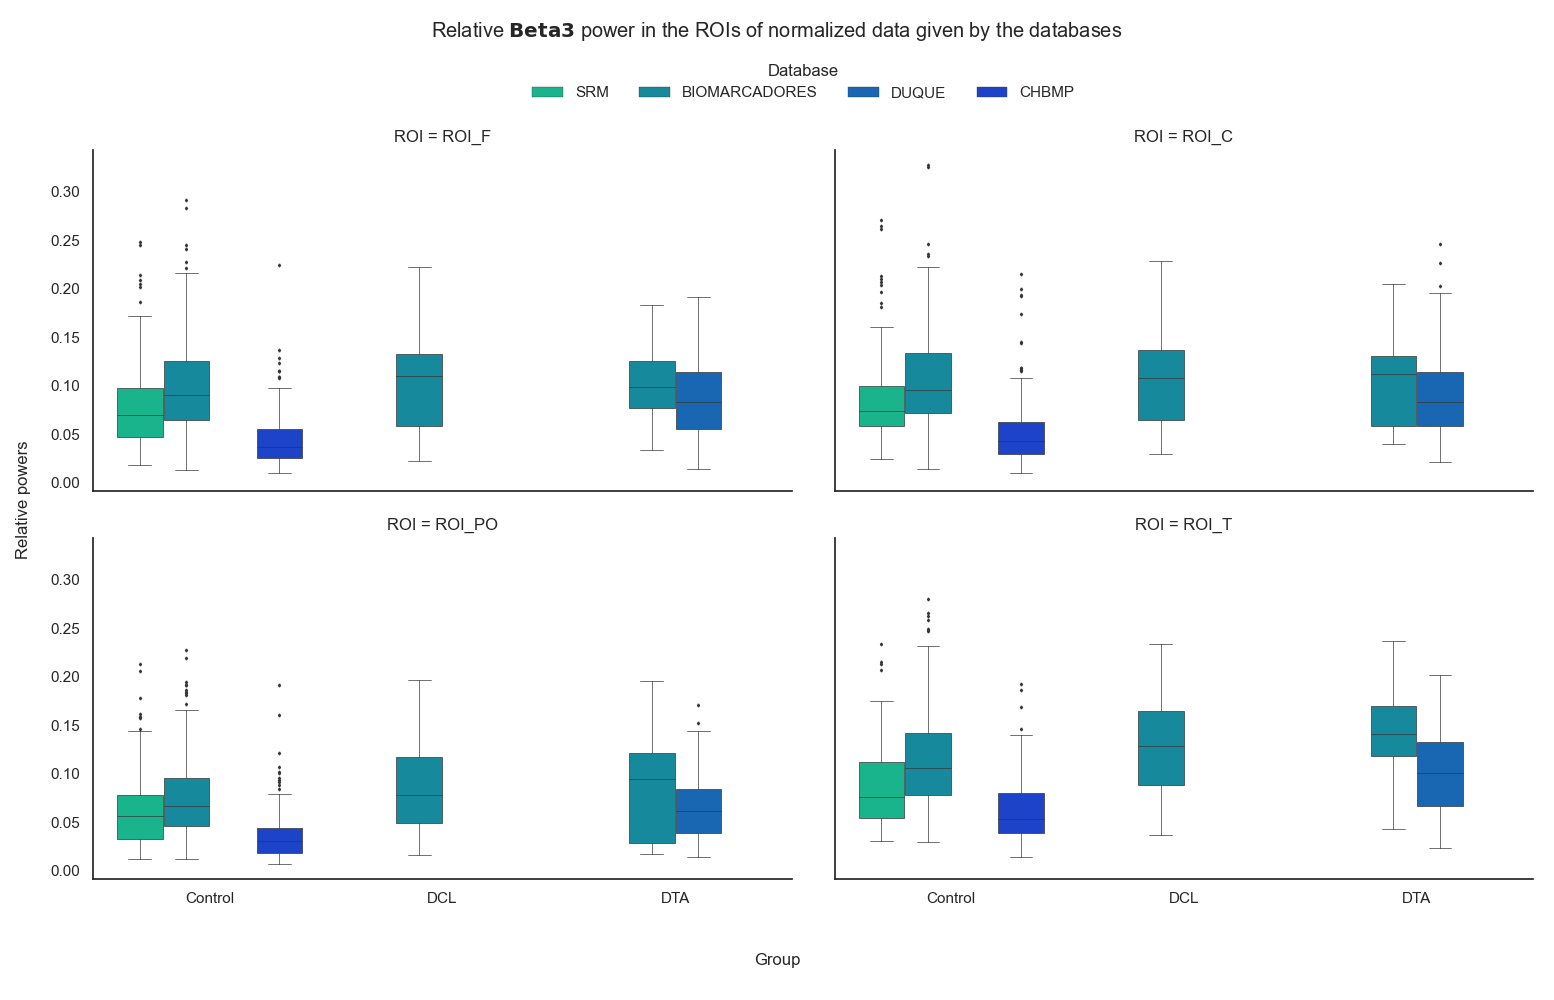 Relative Beta3 power in the ROIs of normalized data given by the databases
Database
SRM BIOMARCADORES DUQUE CHBMP
ROI = ROI_F
ROI = ROI_C
0.30
0.25
0.20
0.15
0.10
0.05
0.00
Relative powers
ROI = ROI_PO
ROI = ROI_T
0.30
0.25
0.20
0.15
0.10
0.05
0.00
Control DCL DTA
Control DCL DTA
Group